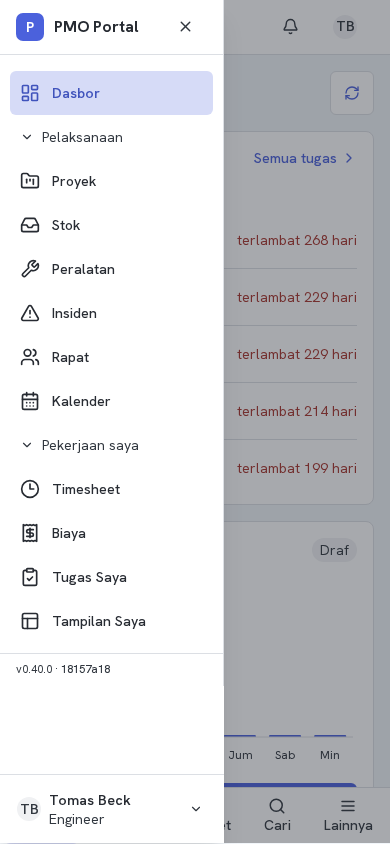 P PMO Portal
TB
Dasbor
Pelaksanaan
Semua tugas
Proyek
Stok
terlambat 268 hari
Peralatan
terlambat 229 hari
Insiden
Rapat
terlambat 229 hari
Kalender
terlambat 214 hari
Pekerjaan saya
terlambat 199 hari
Timesheet
Biaya
Draf
Tugas Saya
Tampilan Saya
v0.40.0 · 18157a18
Jum Sab Min
TB Tomas Beck
Engineer
Cari
Lainnya